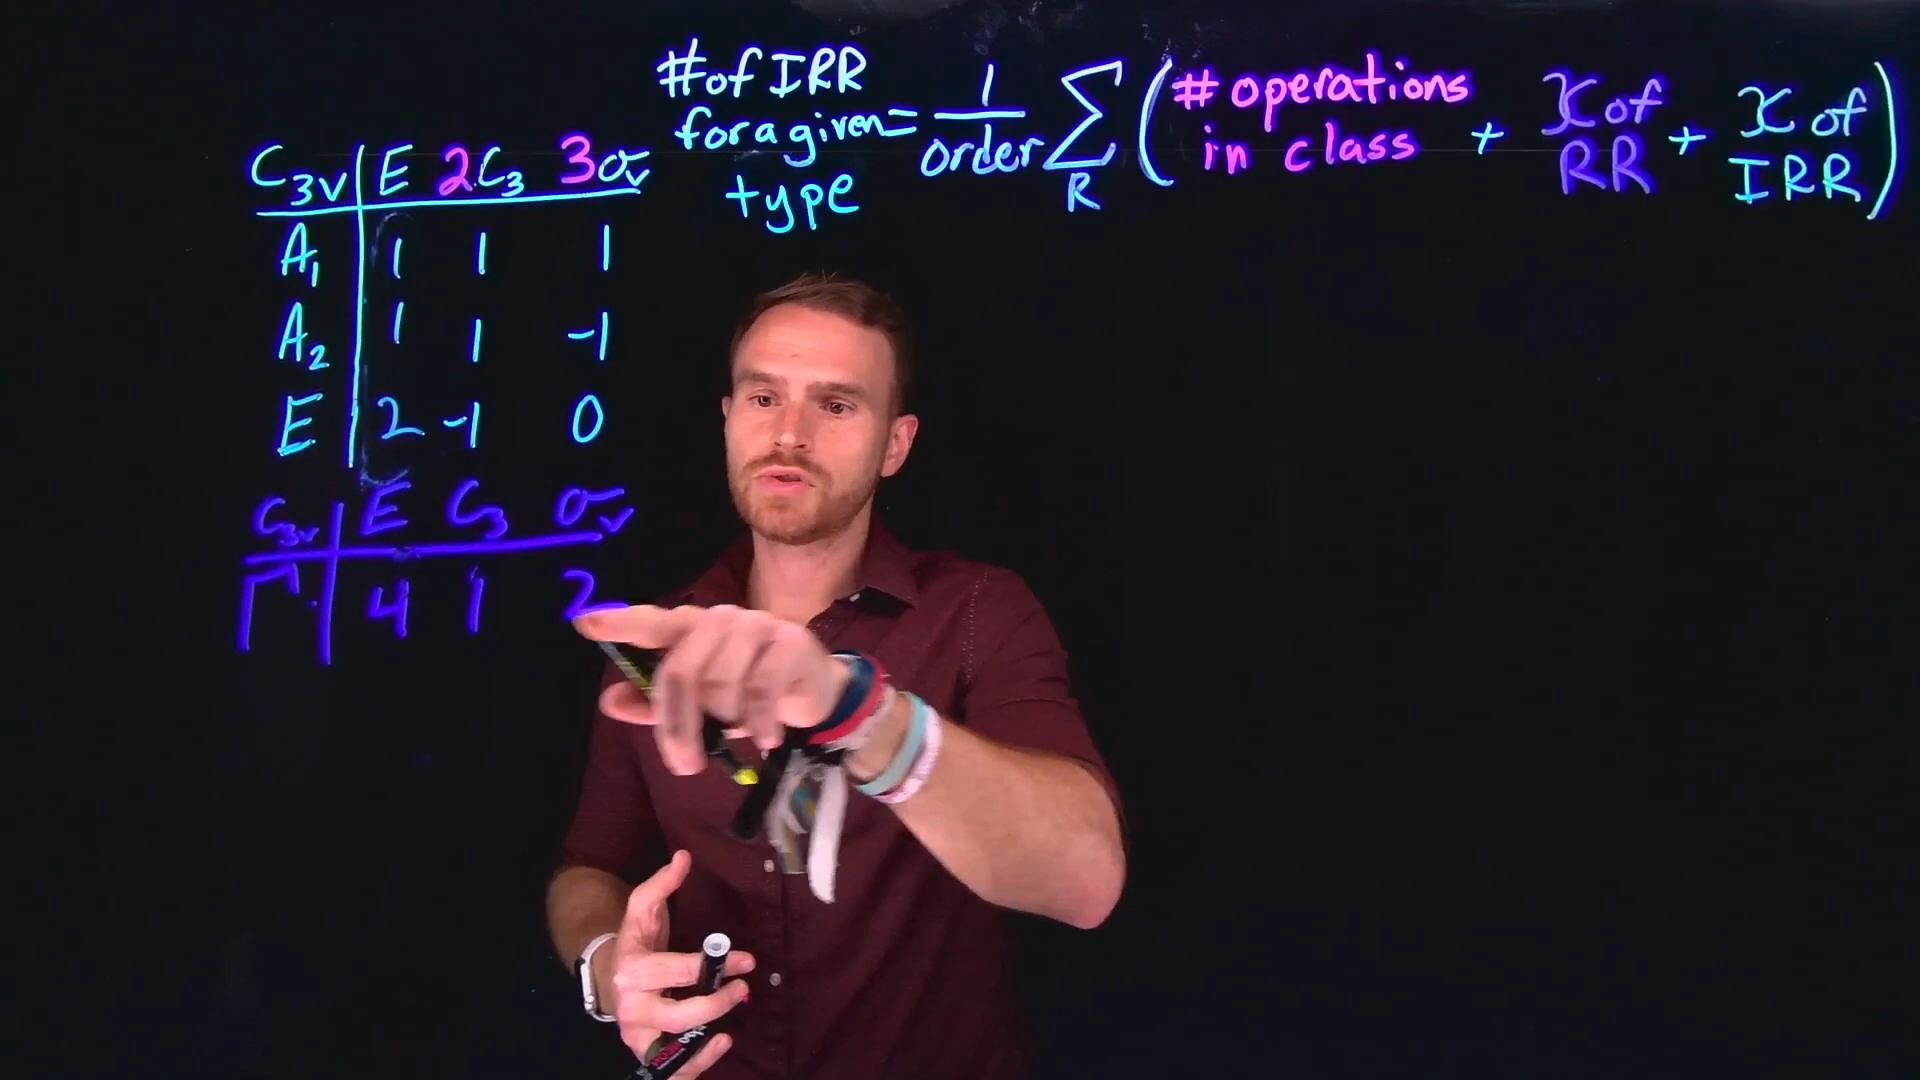 # of IRR
for a given = 1/order Σ R (# operations in class + χ of RR + χ of IRR)
type
C3v E 2C3 3σv
A1 1 1 1
A2 1 1 -1
E 2 -1 0
C3v E C3 σv
Γ 4 1 2